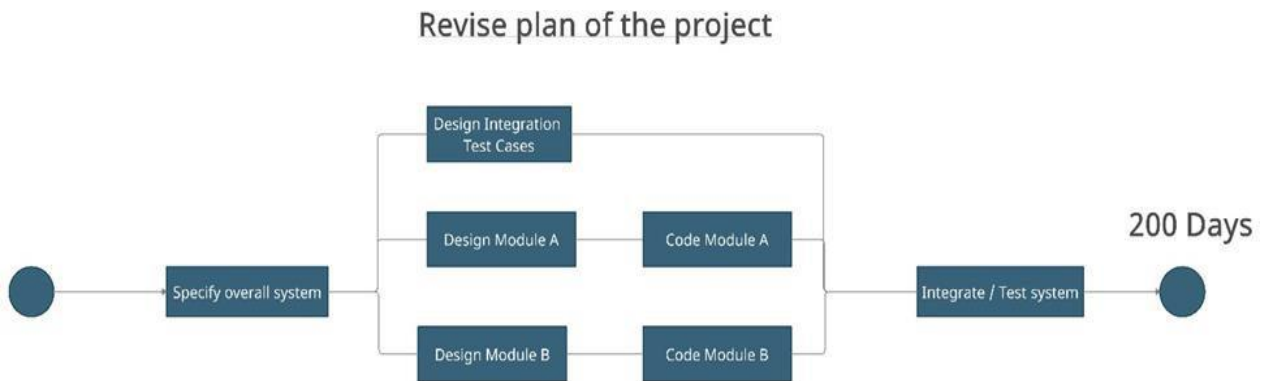 Revise plan of the project
Design Integration
Test Cases
Design Module A
Code Module A
200 Days
Specify overall system
Integrate / Test system
Design Module B
Code Module B